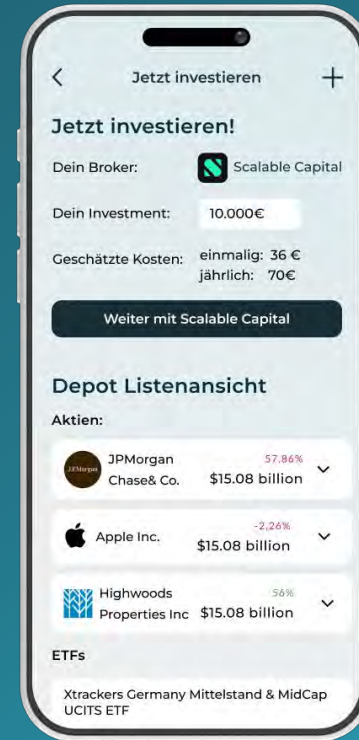 Jetzt investieren
Jetzt investieren!
Dein Broker: Scalable Capital
Dein Investment: 10.000€
Geschätzte Kosten: einmalig: 36 €
jährlich: 70€
Weiter mit Scalable Capital
Depot Listenansicht
Aktien:
J.P.Morgan
JPMorgan 57,86%
Chase& Co. $15.08 billion
Apple Inc. -2,26%
$15.08 billion
Highwoods 56%
Properties Inc $15.08 billion
ETFs
Xtrackers Germany Mittelstand & MidCap
UCITS ETF